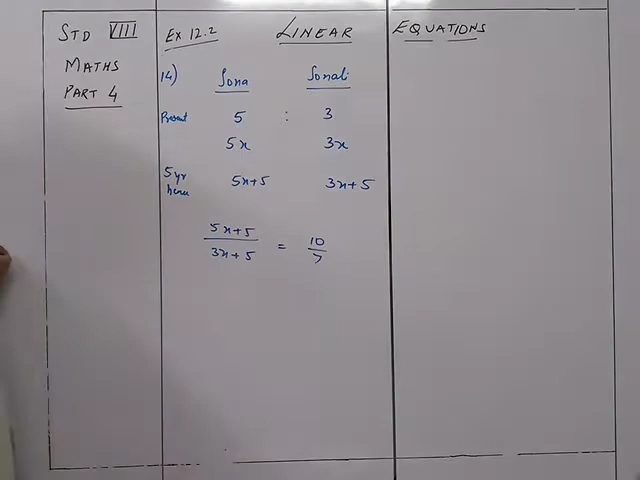 STD VIII
MATHS
PART 4
Ex 12.2 LINEAR EQUATIONS
14) Sona Sonali
Present 5 : 3
5x 3x
5yr hence 5x+5 3x+5
5x+5 / 3x+5 = 10 / 7